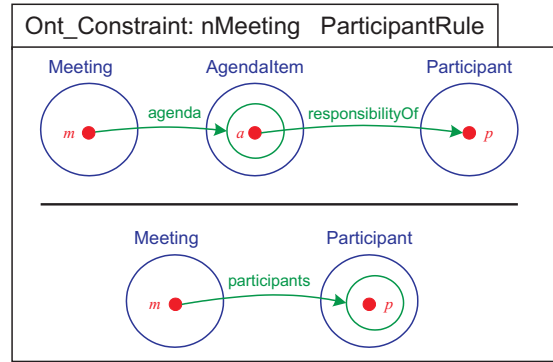 Ont_Constraint: nMeeting ParticipantRule
Meeting AgendaItem Participant
agenda responsibilityOf
m a p
Meeting Participant
participants
m p